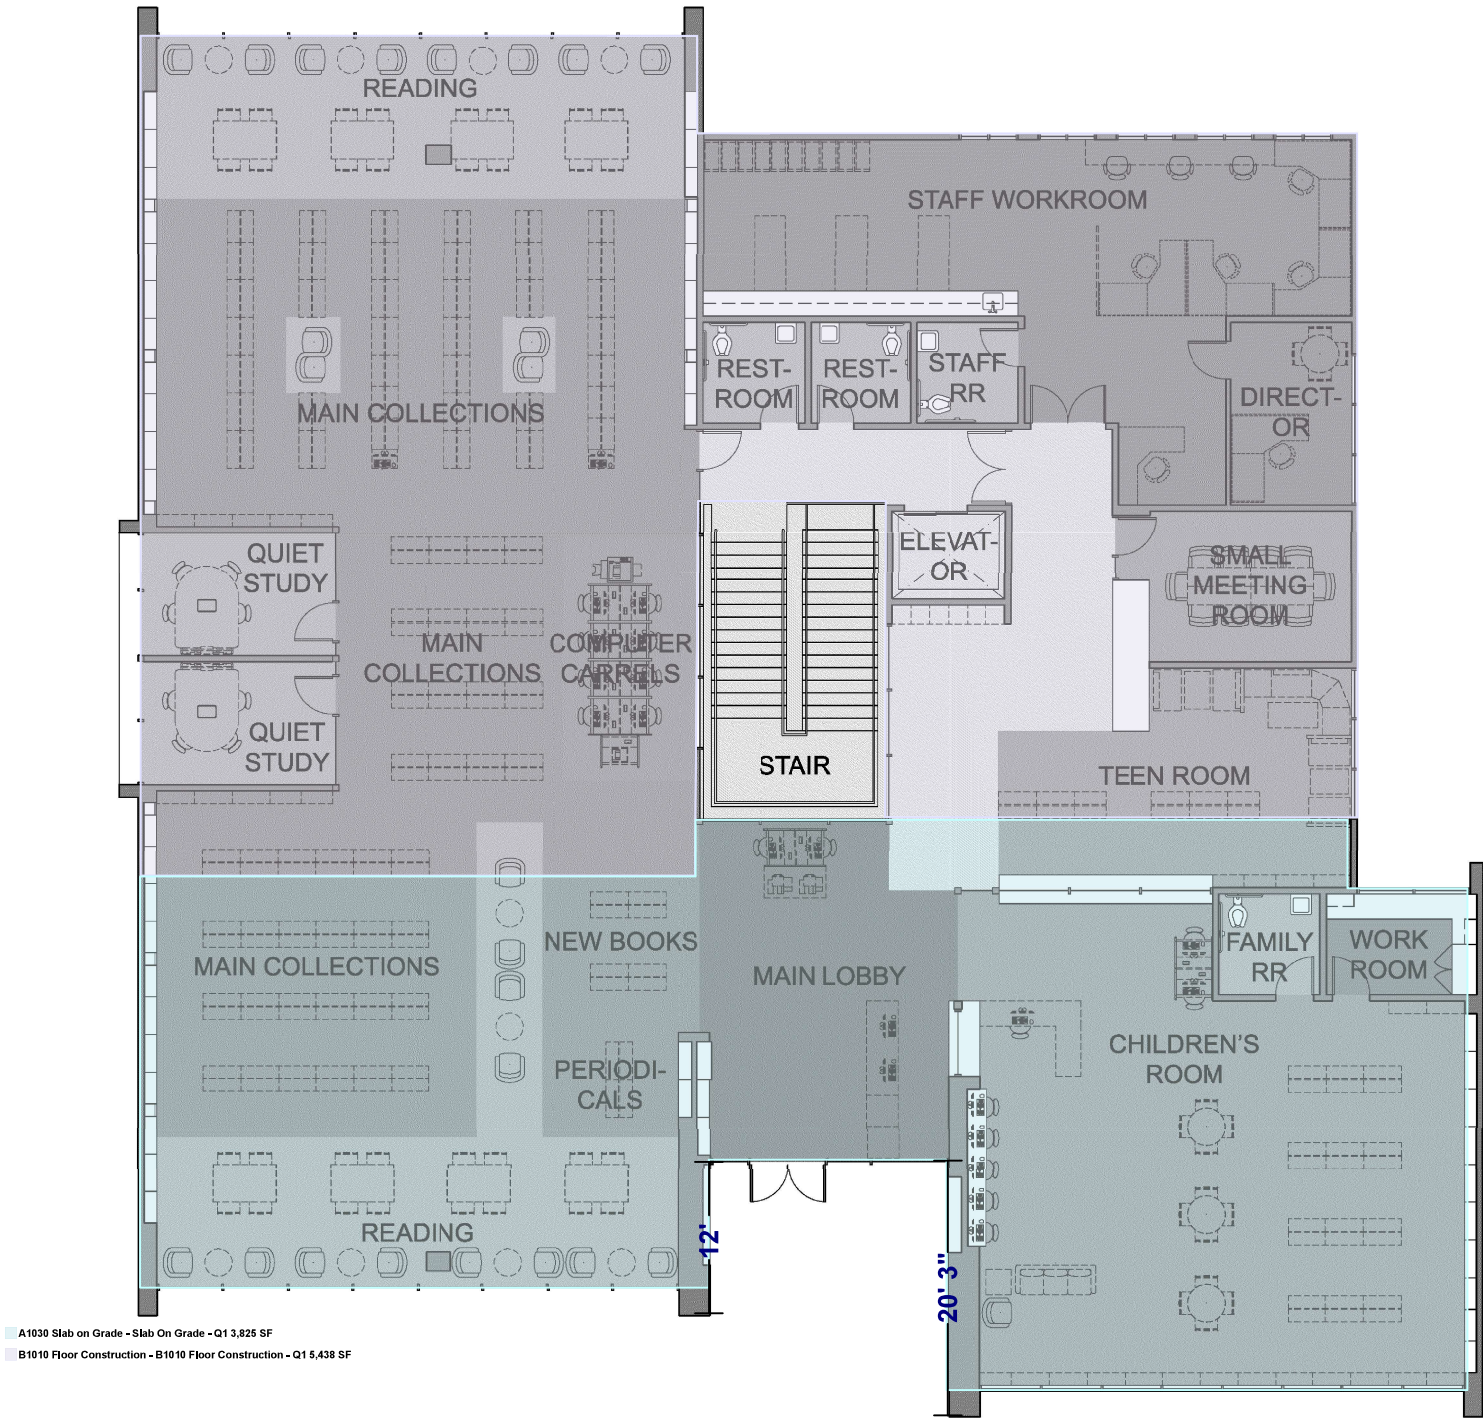 READING
STAFF WORKROOM
REST-
ROOM
REST-
ROOM
STAFF
RR
DIRECT-
OR
MAIN COLLECTIONS
QUIET
STUDY
ELEVAT-
OR
SMALL
MEETING
ROOM
MAIN
COLLECTIONS
COMPUTER
CARRELS
QUIET
STUDY
STAIR
TEEN ROOM
NEW BOOKS
MAIN COLLECTIONS
MAIN LOBBY
FAMILY
RR
WORK
ROOM
CHILDREN'S
ROOM
PERIODI-
CALS
READING
12'
20' 3"
A1030 Slab on Grade - Slab On Grade - Q1 3,825 SF
B1010 Floor Construction - B1010 Floor Construction - Q1 5,438 SF